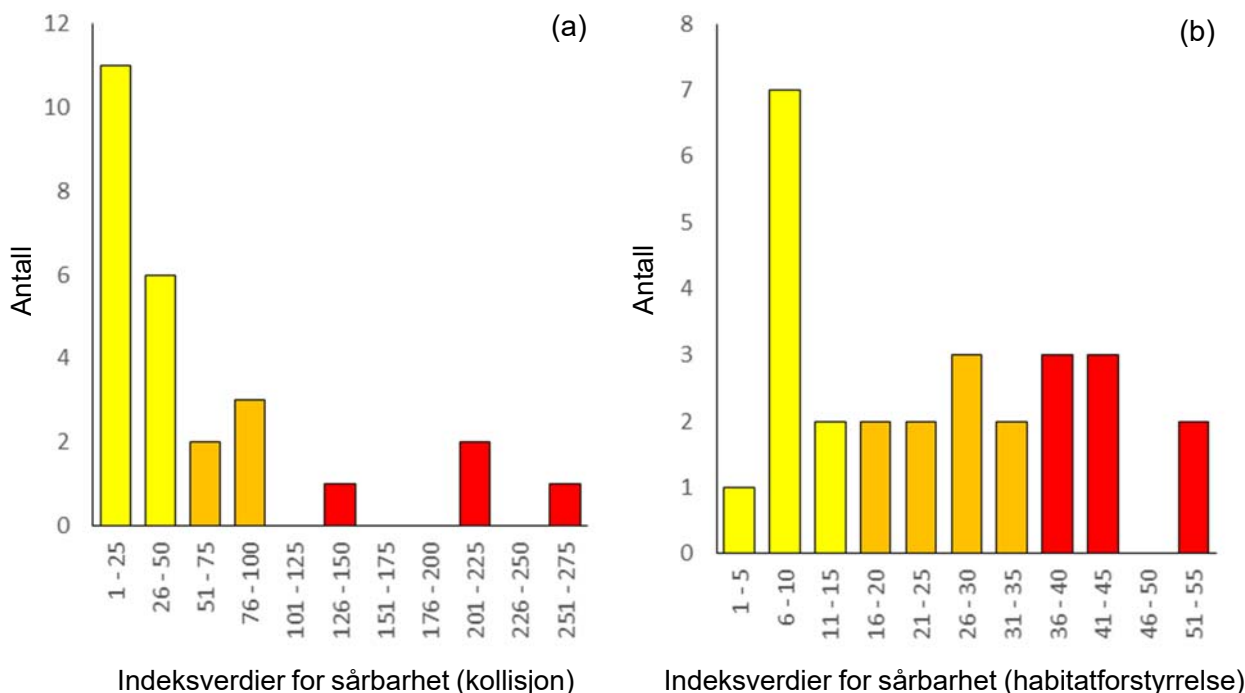 (a)
12
10
8
6
4
2
0
Antall
1 - 25
26 - 50
51 - 75
76 - 100
101 - 125
126 - 150
151 - 175
176 - 200
201 - 225
226 - 250
251 - 275
Indeksverdier for sårbarhet (kollisjon)
(b)
8
7
6
5
4
3
2
1
0
Antall
1 - 5
6 - 10
11 - 15
16 - 20
21 - 25
26 - 30
31 - 35
36 - 40
41 - 45
46 - 50
51 - 55
Indeksverdier for sårbarhet (habitatforstyrrelse)